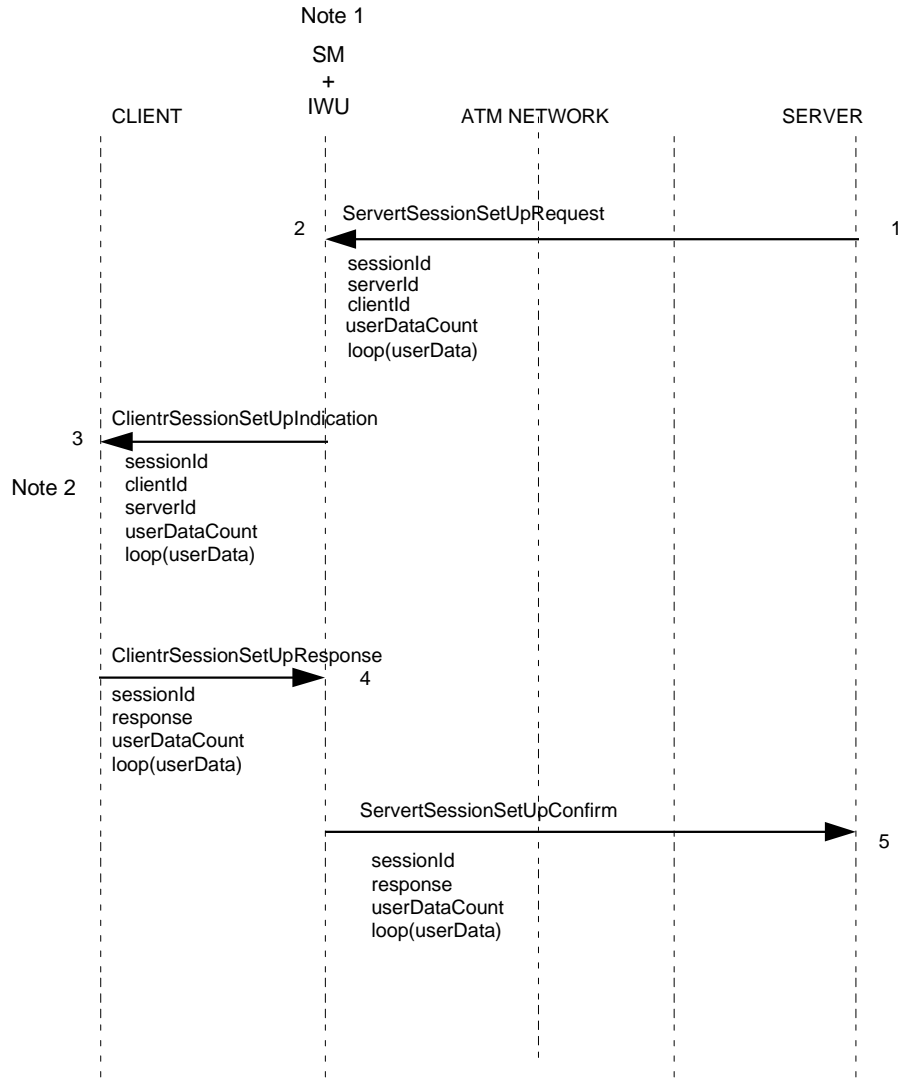 Note 1
SM
+
IWU
CLIENT
ATM NETWORK
SERVER
ServertSessionSetUpRequest
2
1
sessionId
serverId
clientId
userDataCount
loop(userData)
ClientrSessionSetUpIndication
3
sessionId
Note 2
clientId
serverId
userDataCount
loop(userData)
ClientrSessionSetUpResponse
4
sessionId
response
userDataCount
loop(userData)
ServertSessionSetUpConfirm
5
sessionId
response
userDataCount
loop(userData)